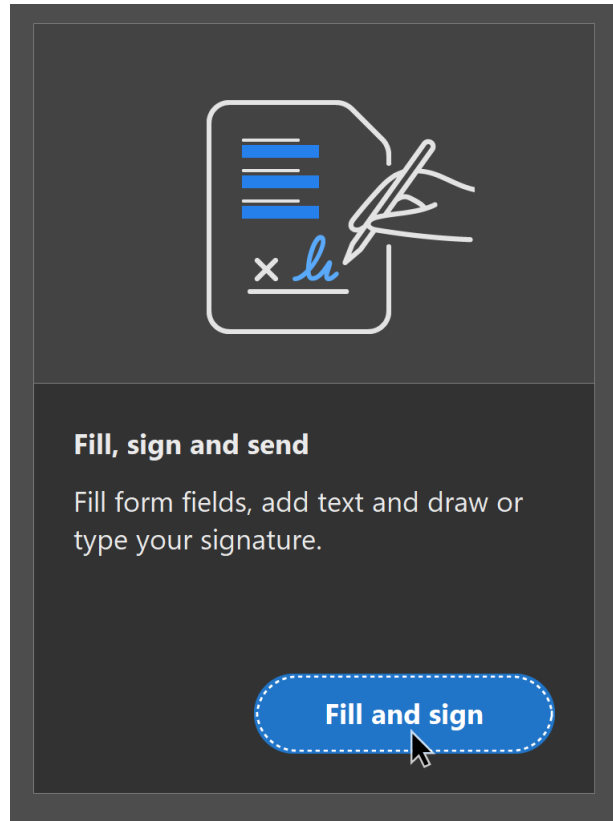 Fill, sign and send
Fill form fields, add text and draw or
type your signature.
Fill and sign